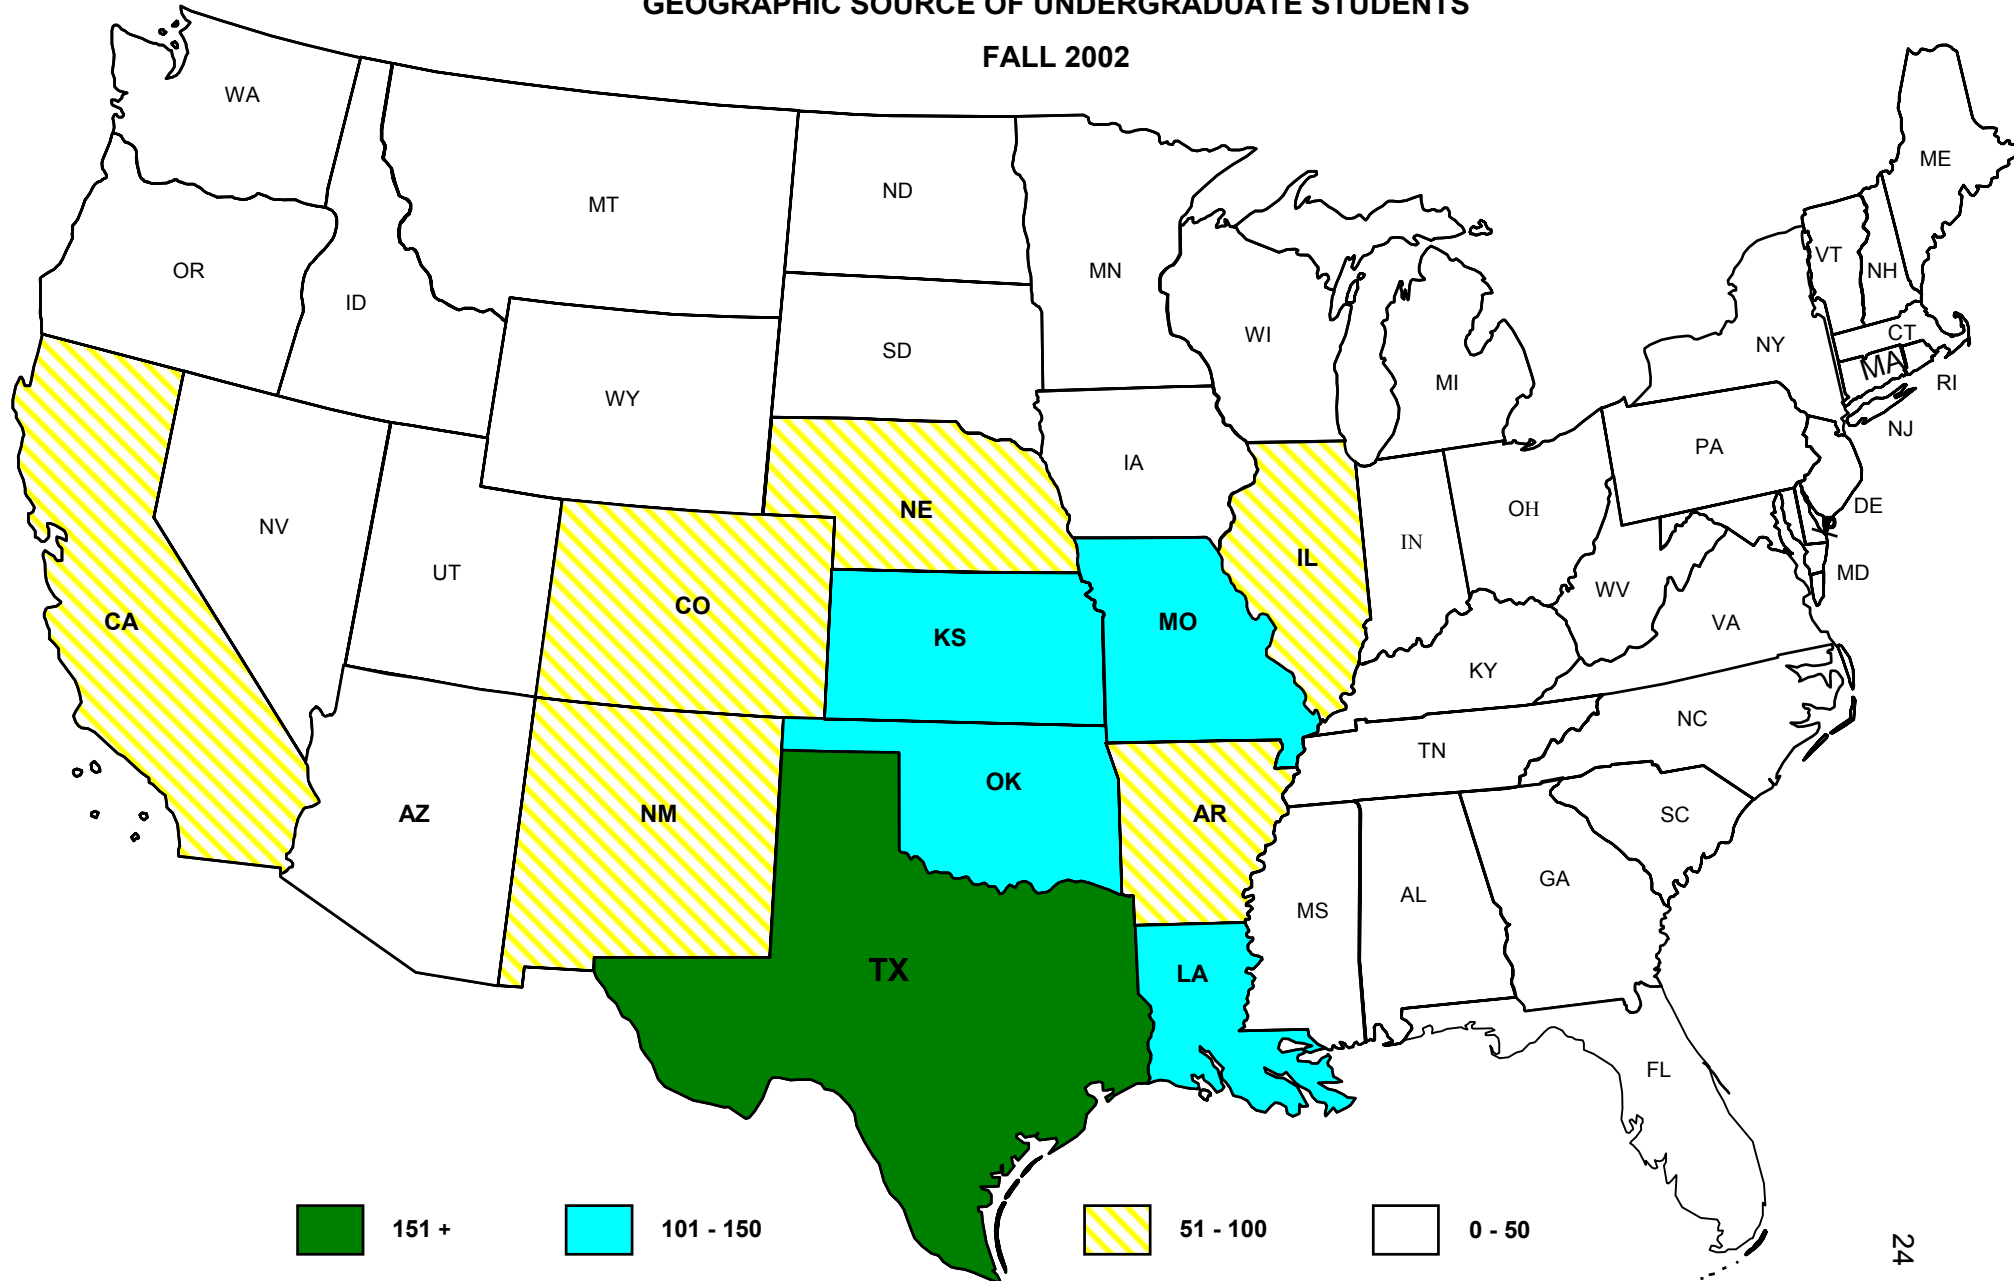 GEOGRAPHIC SOURCE OF UNDERGRADUATE STUDENTS
FALL 2002
WA
ME
MT
ND
OR
MN
VT
NH
ID
WI
CT
NY
SD
MA
MI
RI
WY
NJ
PA
IA
NE
OH
DE
NV
IN
IL
UT
MD
WV
CO
CA
MO
VA
KS
KY
NC
TN
OK
AZ
NM
AR
SC
GA
AL
MS
TX
LA
FL
151 +
101 - 150
51 - 100
0 - 50
24